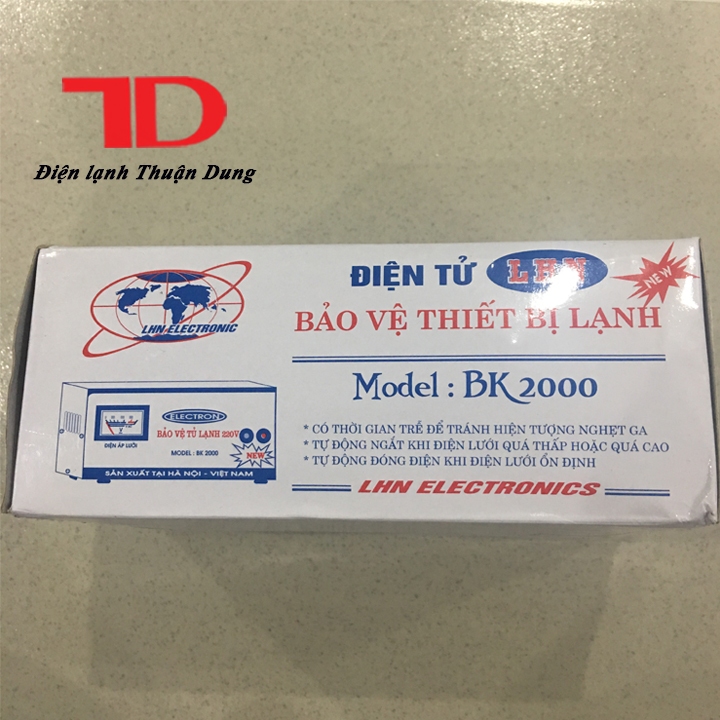 TD
Điện lạnh Thuận Dung
LHN ELECTRONIC
ĐIỆN TỬ LHN
NEW
BẢO VỆ THIẾT BỊ LẠNH
Model : BK 2000
* CÓ THỜI GIAN TRỄ ĐỂ TRÁNH HIỆN TƯỢNG NGHẸT GA
* TỰ ĐỘNG NGẮT KHI ĐIỆN LƯỚI QUÁ THẤP HOẶC QUÁ CAO
* TỰ ĐỘNG ĐÓNG ĐIỆN KHI ĐIỆN LƯỚI ỔN ĐỊNH
LHN ELECTRONICS
ELECTRON
BẢO VỆ TỦ LẠNH 220V
ĐIỆN ÁP LƯỚI
MODEL : BK 2000
NEW
SẢN XUẤT TẠI HÀ NỘI - VIỆT NAM